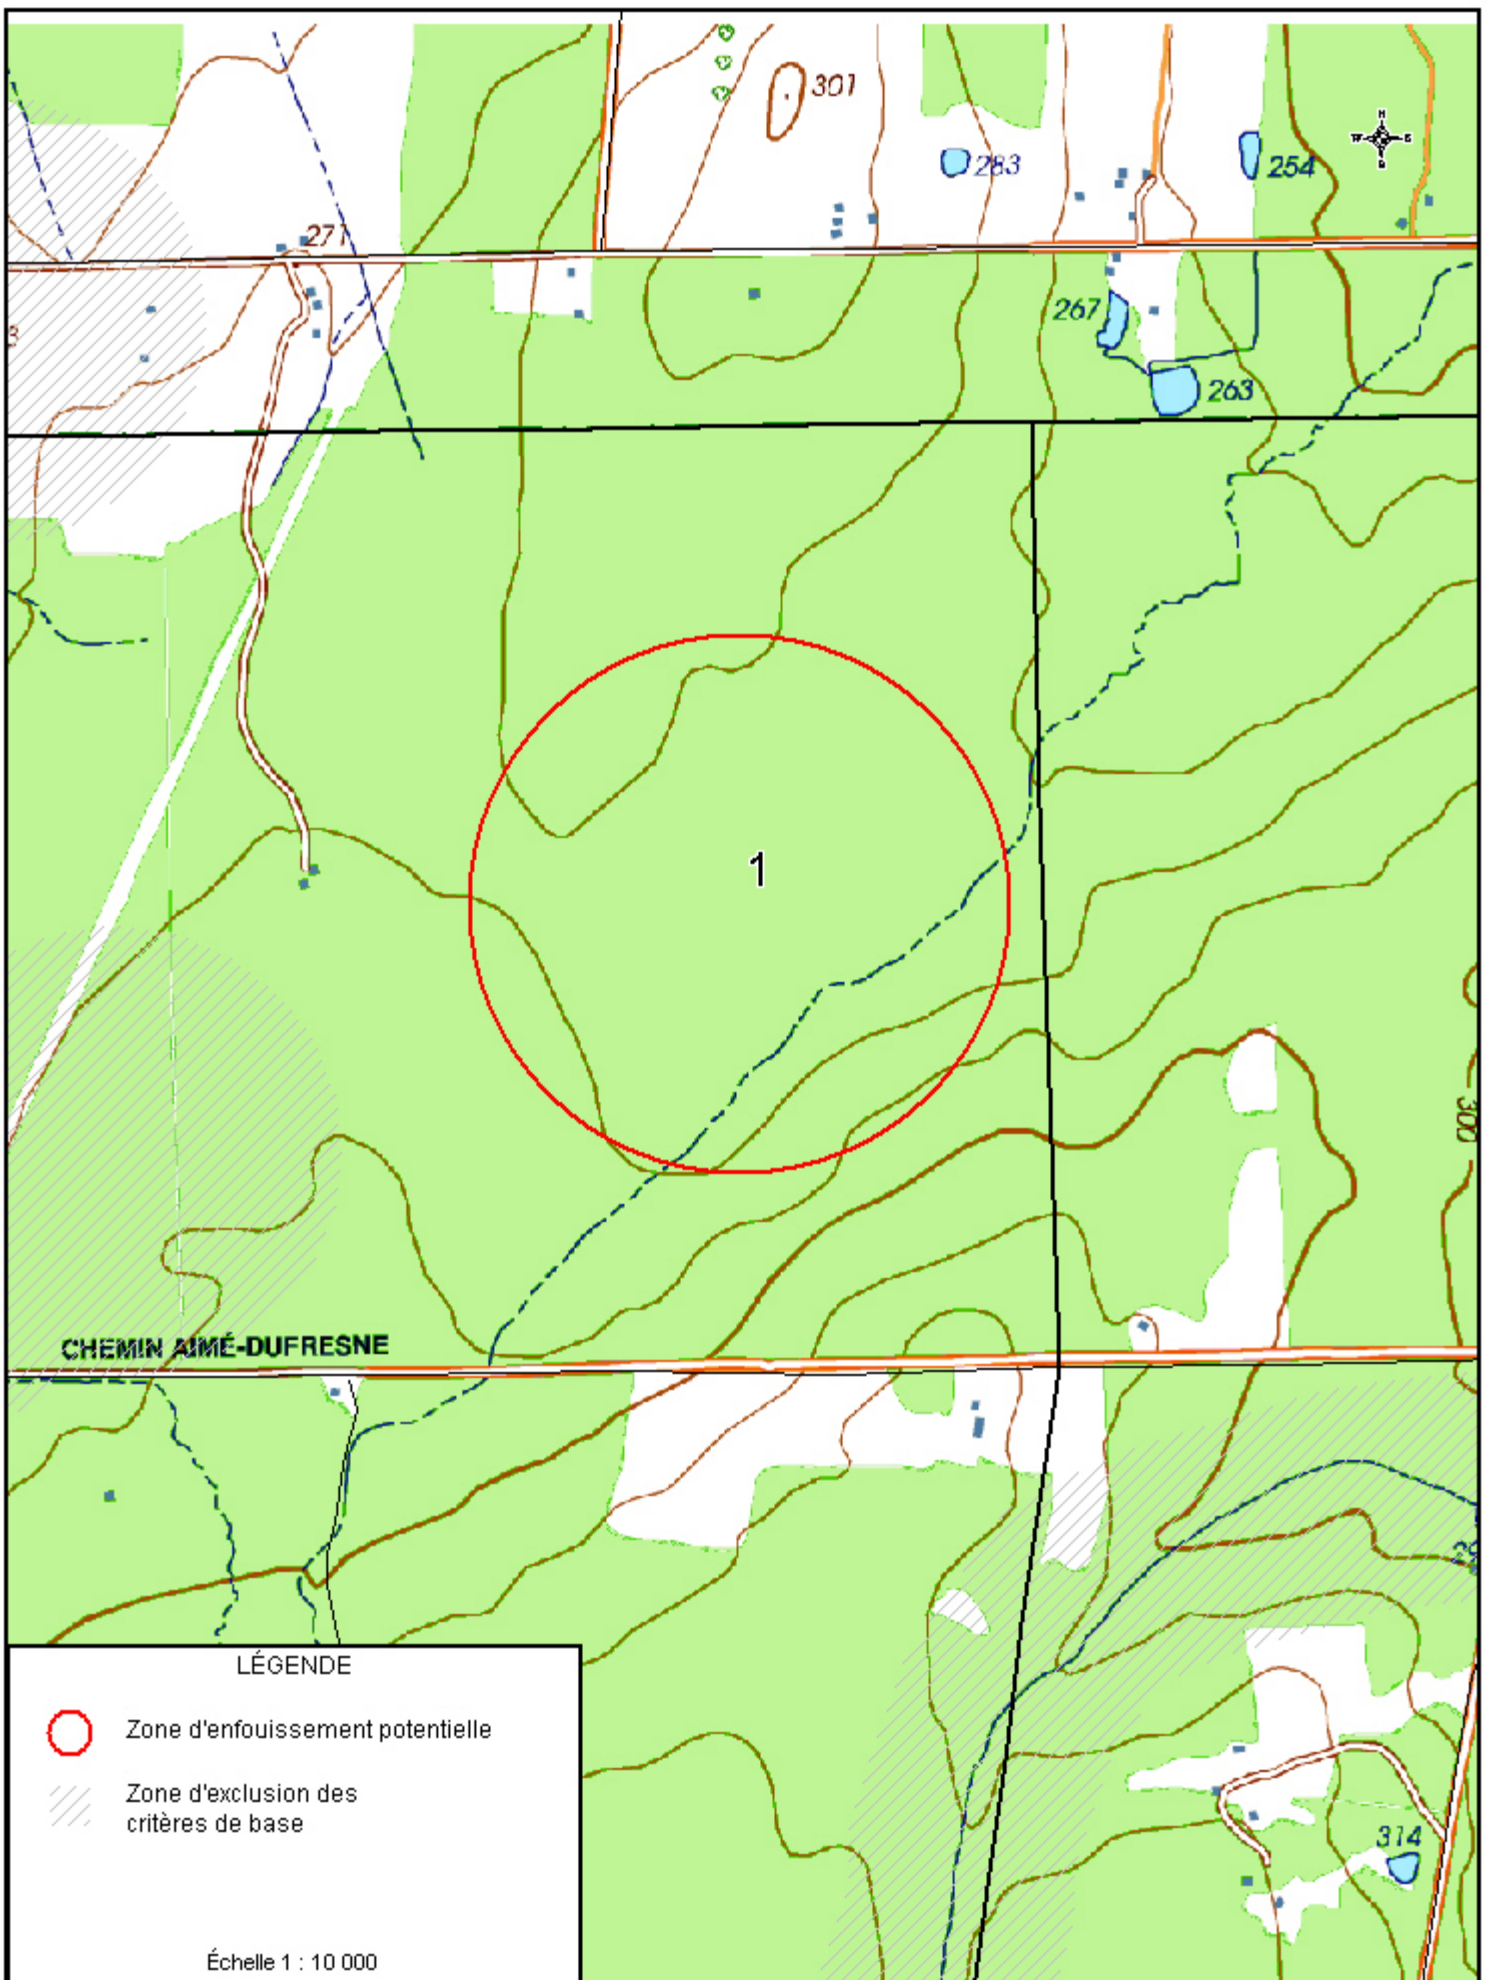 301
283
254
N
W E
S
271
267
263
1
300
CHEMIN AIMÉ-DUFRESNE
LÉGENDE
Zone d'enfouissement potentielle
Zone d'exclusion des
critères de base
314
Échelle 1 : 10 000